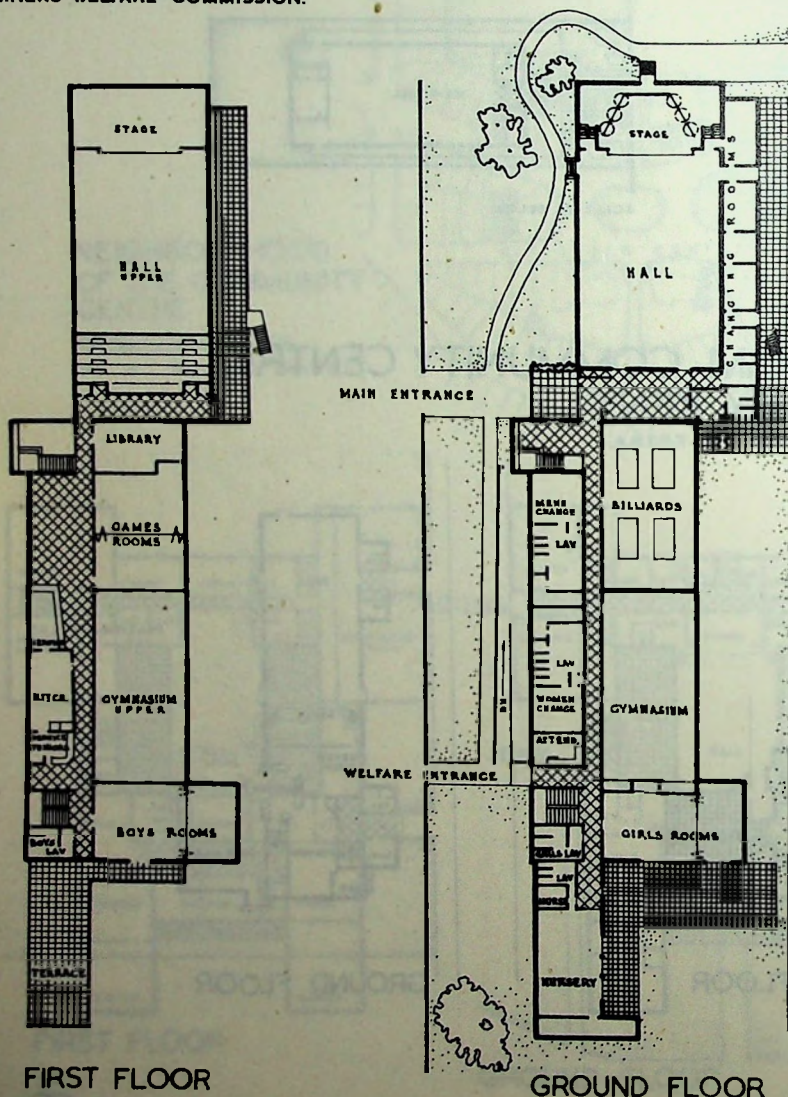 WELFARE COMMISSION.
STAGE
HALL
UPPER
LIBRARY
GAMES
ROOMS
KITCH.
GYMNASIUM
UPPER
BOYS ROOMS
BOYS
LAV
TERRACE
FIRST FLOOR
STAGE
CHANGING ROOMS
HALL
MAIN ENTRANCE
MENS
CHANGE
LAV
BILLIARDS
LAV
WOMEN
CHANGE
GYMNASIUM
ATTEND.
WELFARE ENTRANCE
GIRLS ROOMS
GIRLS LAV
LAV
NURSE
NURSERY
GROUND FLOOR